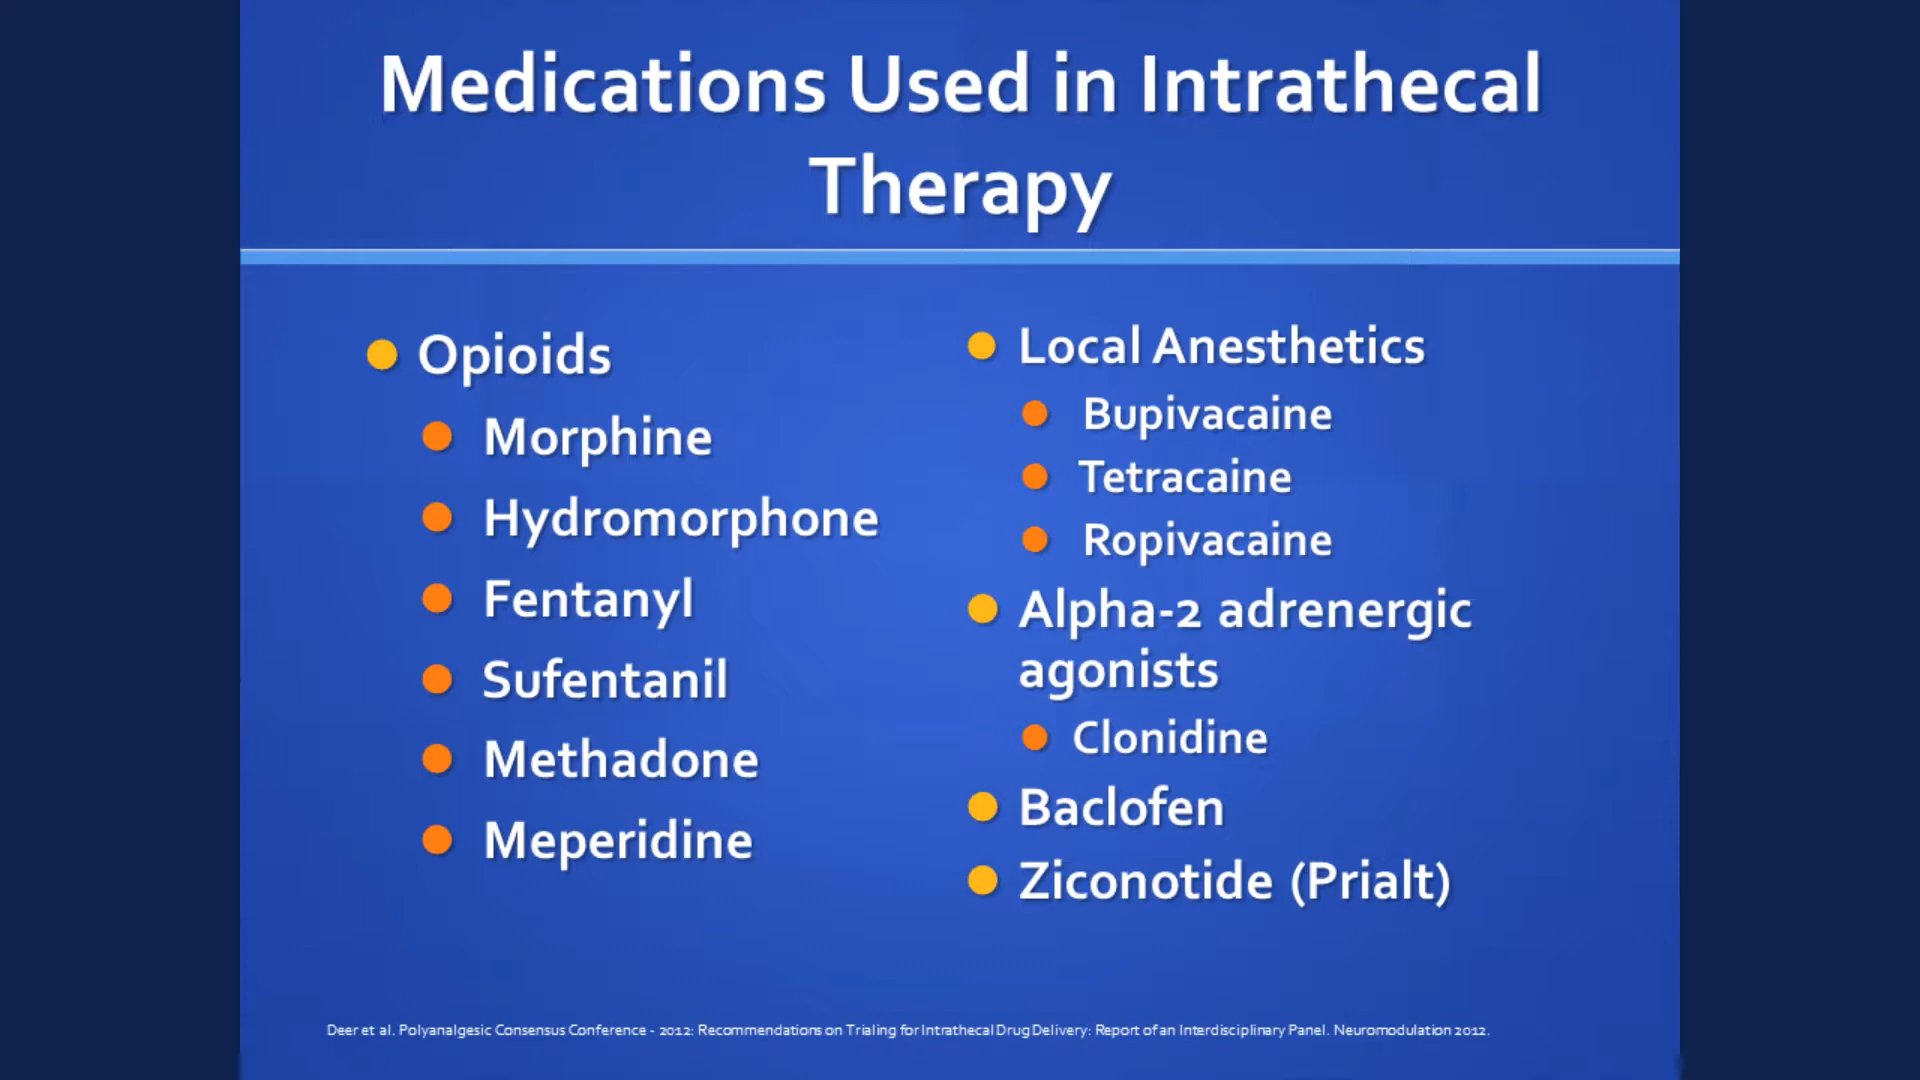 Medications Used in Intrathecal
Therapy
Opioids
Morphine
Hydromorphone
Fentanyl
Sufentanil
Methadone
Meperidine
Local Anesthetics
Bupivacaine
Tetracaine
Ropivacaine
Alpha-2 adrenergic
agonists
Clonidine
Baclofen
Ziconotide (Prialt)
Deer et al. Polyanalgesic Consensus Conference - 2012: Recommendations on Trialing for Intrathecal Drug Delivery: Report of an Interdisciplinary Panel. Neuromodulation 2012.